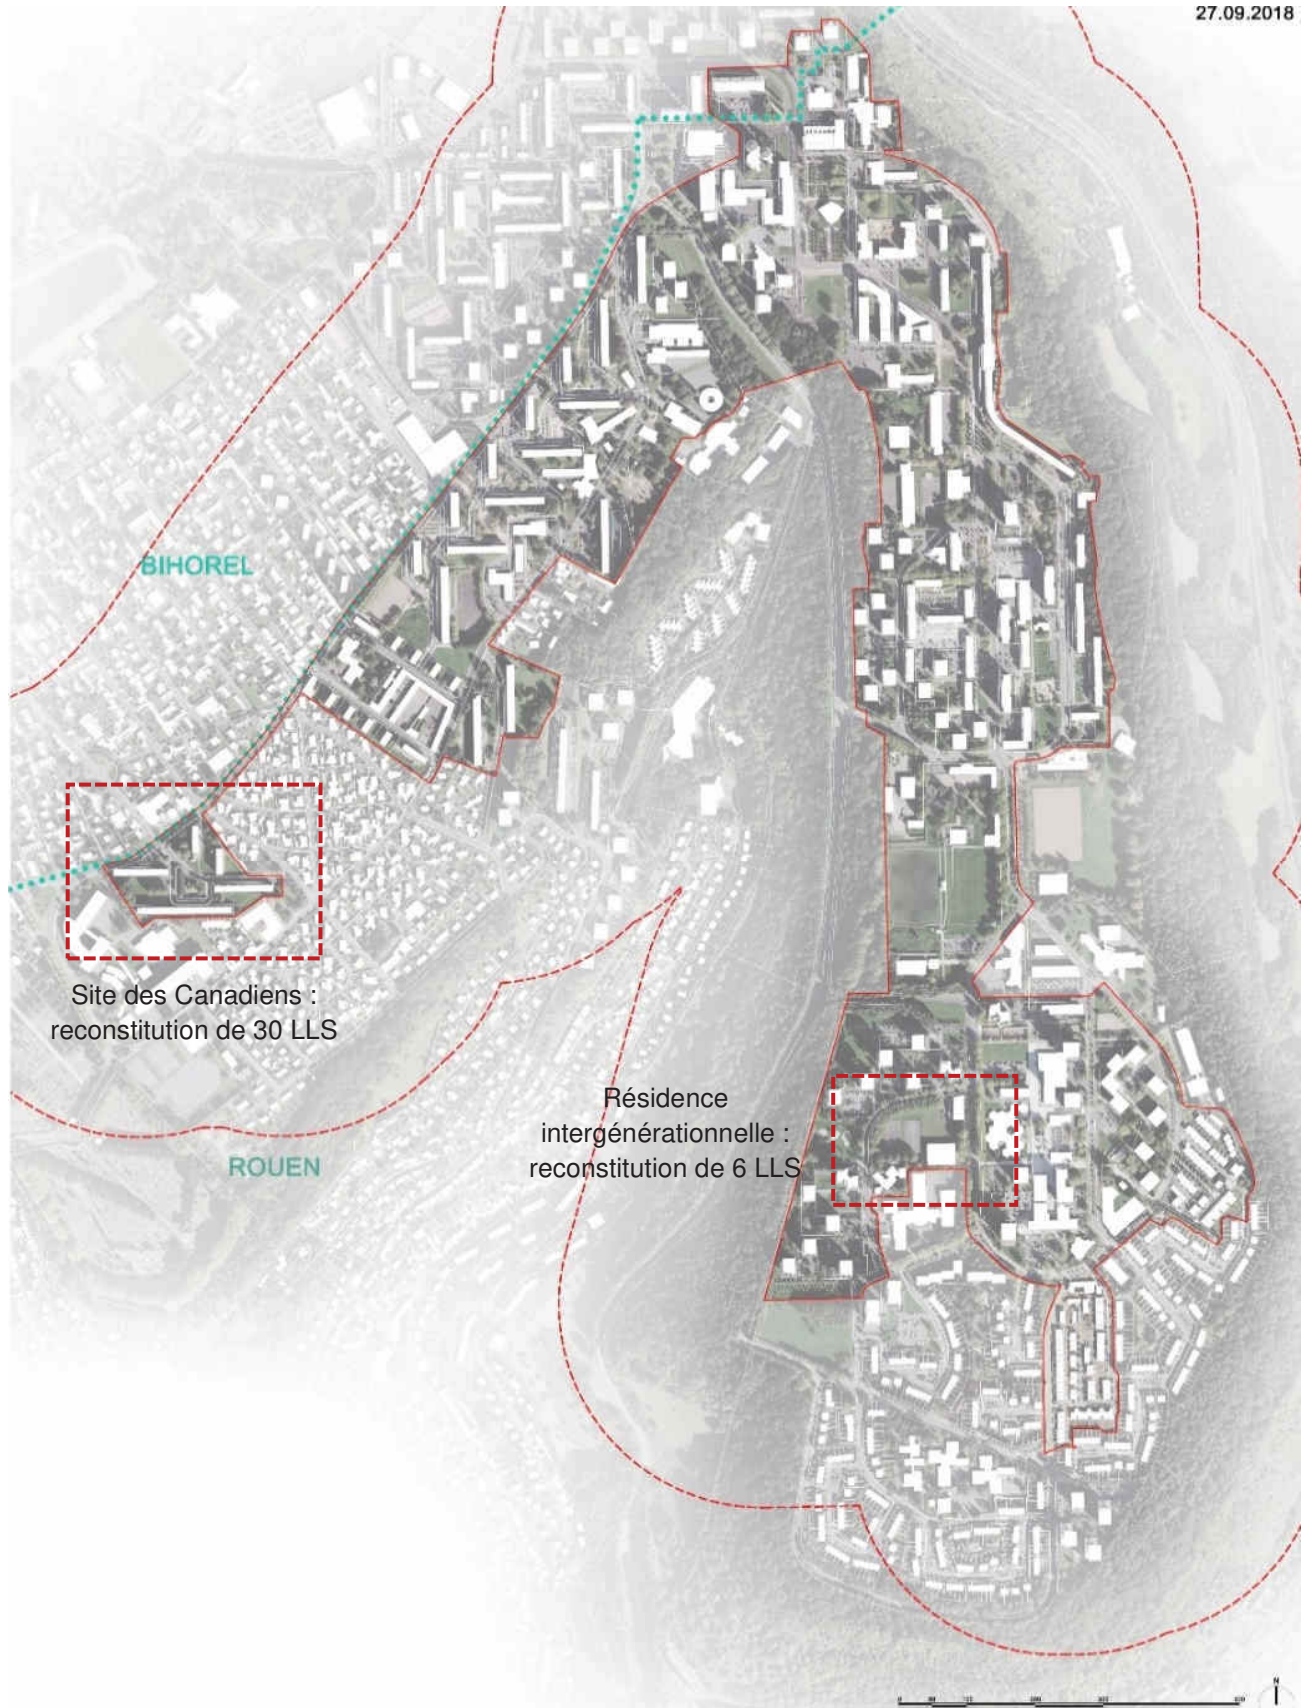 27.09.2018
BIHOREL
Site des Canadiens :
reconstitution de 30 LLS
Résidence
intergénérationnelle :
reconstitution de 6 LLS
ROUEN
N